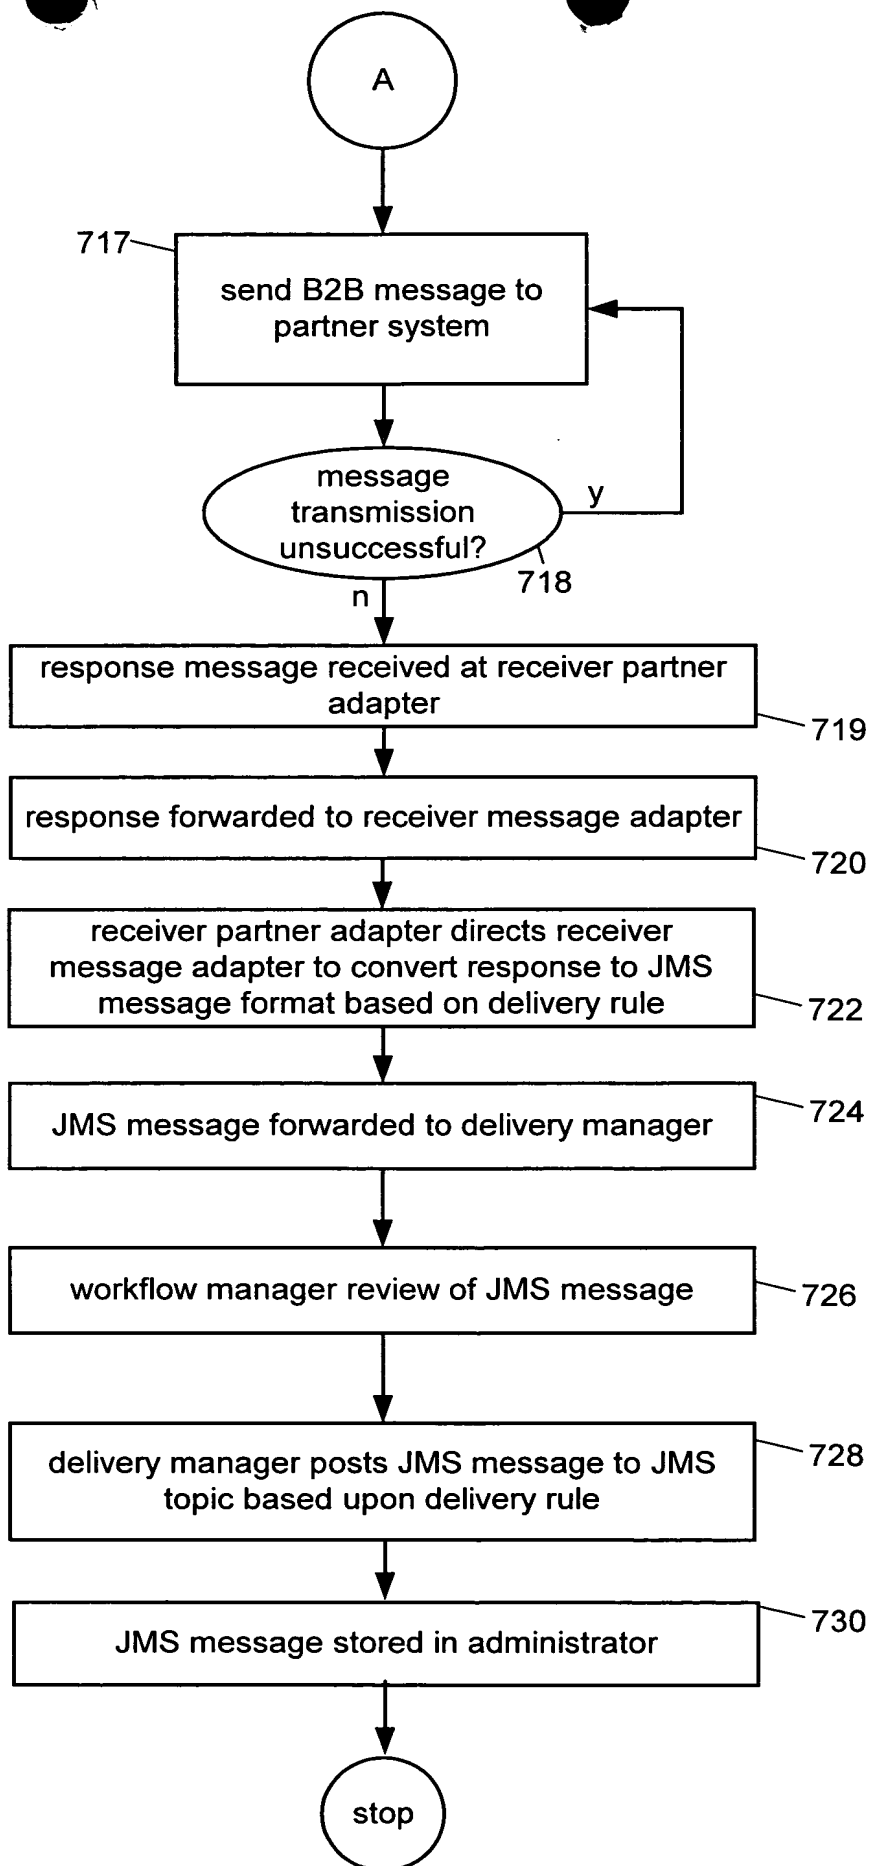 A
717
send B2B message to
partner system
message
transmission
unsuccessful?
y
718
n
response message received at receiver partner
adapter
719
response forwarded to receiver message adapter
720
receiver partner adapter directs receiver
message adapter to convert response to JMS
message format based on delivery rule
722
JMS message forwarded to delivery manager
724
workflow manager review of JMS message
726
delivery manager posts JMS message to JMS
topic based upon delivery rule
728
JMS message stored in administrator
730
stop